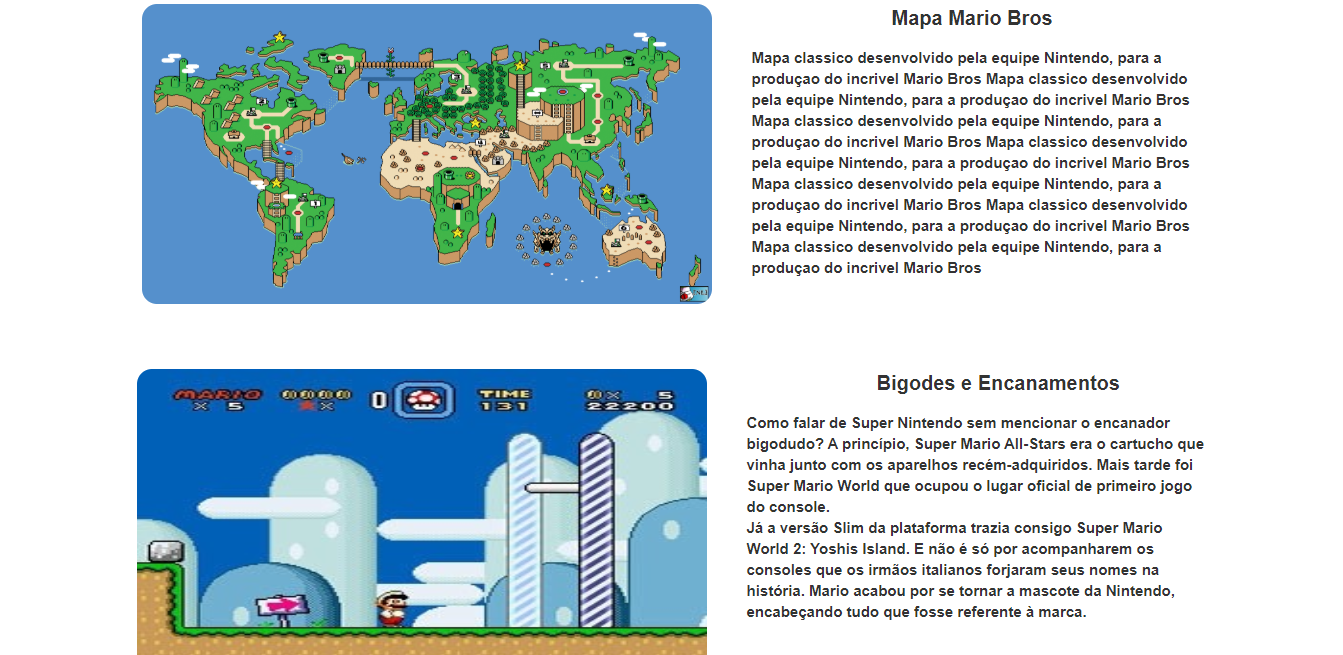 Mapa Mario Bros
Mapa classico desenvolvido pela equipe Nintendo, para a
produçao do incrivel Mario Bros Mapa classico desenvolvido
pela equipe Nintendo, para a produçao do incrivel Mario Bros
Mapa classico desenvolvido pela equipe Nintendo, para a
produçao do incrivel Mario Bros Mapa classico desenvolvido
pela equipe Nintendo, para a produçao do incrivel Mario Bros
Mapa classico desenvolvido pela equipe Nintendo, para a
produçao do incrivel Mario Bros Mapa classico desenvolvido
pela equipe Nintendo, para a produçao do incrivel Mario Bros
Mapa classico desenvolvido pela equipe Nintendo, para a
produçao do incrivel Mario Bros
MARIO 0 TIME x 5
x 5 x 131 22200
Bigodes e Encanamentos
Como falar de Super Nintendo sem mencionar o encanador
bigodudo? A princípio, Super Mario All-Stars era o cartucho que
vinha junto com os aparelhos recém-adquiridos. Mais tarde foi
Super Mario World que ocupou o lugar oficial de primeiro jogo
do console.
Já a versão Slim da plataforma trazia consigo Super Mario
World 2: Yoshis Island. E não é só por acompanharem os
consoles que os irmãos italianos forjaram seus nomes na
história. Mario acabou por se tornar a mascote da Nintendo,
encabeçando tudo que fosse referente à marca.